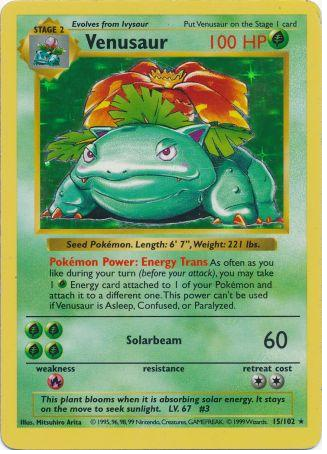 Evolves from Ivysaur
Put Venusaur on the Stage 1 card
STAGE 2
Venusaur
100 HP
Seed Pokémon. Length: 6' 7", Weight: 221 lbs.
Pokémon Power: Energy Trans As often as you
like during your turn (before your attack), you may take
1 Energy card attached to 1 of your Pokémon and
attach it to a different one. This power can't be used
if Venusaur is Asleep, Confused, or Paralyzed.
Solarbeam
60
weakness
resistance
retreat cost
This plant blooms when it is absorbing solar energy. It stays
on the move to seek sunlight. LV. 67 #3
Illus. Mitsuhiro Arita
© 1995, 96, 98, 99 Nintendo, Creatures, GAMEFREAK. © 1999 Wizards.
15/102 ★